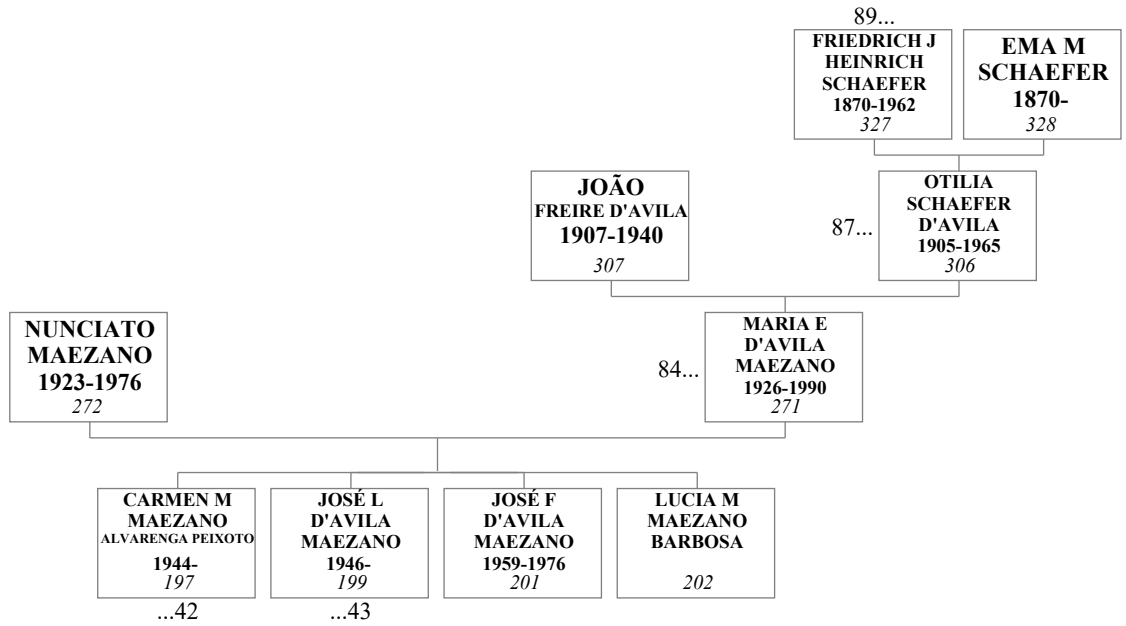 89...
FRIEDRICH J
HEINRICH
SCHAEFER
1870-1962
327
EMA M
SCHAEFER
1870-
328
JOÃO
FREIRE D'AVILA
1907-1940
307
87...
OTILIA
SCHAEFER
D'AVILA
1905-1965
306
NUNCIATO
MAEZANO
1923-1976
272
84...
MARIA E
D'AVILA
MAEZANO
1926-1990
271
CARMEN M
MAEZANO
ALVARENGA PEIXOTO
1944-
197
...42
JOSÉ L
D'AVILA
MAEZANO
1946-
199
...43
JOSÉ F
D'AVILA
MAEZANO
1959-1976
201
LUCIA M
MAEZANO
BARBOSA
202